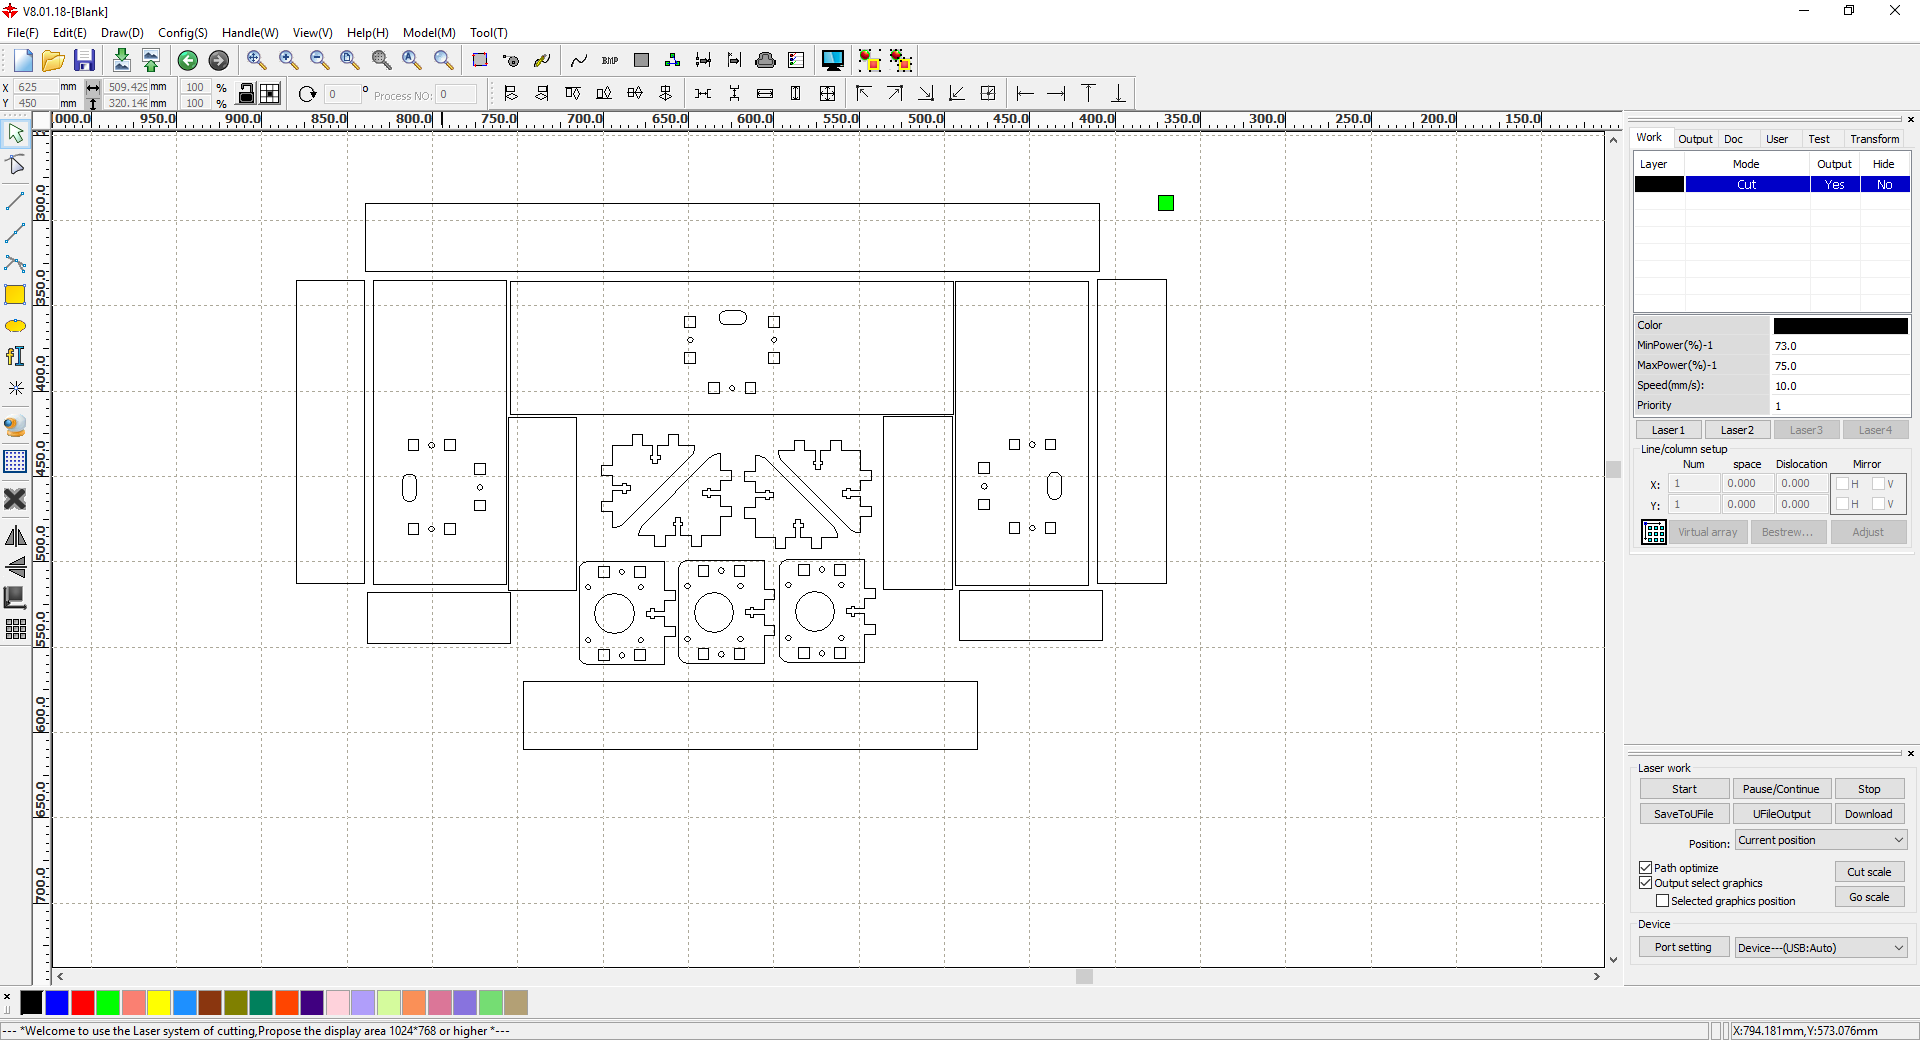 V8.01.18-[Blank]
File(F) Edit(E) Draw(D) Config(S) Handle(W) View(V) Help(H) Model(M) Tool(T)
BMP
X 625 mm 509.429 mm 100 %
Y 450 mm 320.146 mm 100 %
0 ° Process NO: 0
000.0 950.0 900.0 850.0 800.0 750.0 700.0 650.0 600.0 550.0 500.0 450.0 400.0 350.0 300.0 250.0 200.0 150.0
300.0
350.0
400.0
450.0
500.0
550.0
600.0
650.0
700.0
Work Output Doc User Test Transform
Layer Mode Output Hide
Cut Yes No
Color
MinPower(%)-1 73.0
MaxPower(%)-1 75.0
Speed(mm/s): 10.0
Priority 1
Laser1 Laser2 Laser3 Laser4
Line/column setup
Num space Dislocation Mirror
X: 1 0.000 0.000 H V
Y: 1 0.000 0.000 H V
Virtual array Bestrew... Adjust
Laser work
Start Pause/Continue Stop
SaveToUFile UFileOutput Download
Position: Current position
Path optimize
Output select graphics
Selected graphics position
Cut scale
Go scale
Device
Port setting Device---(USB:Auto)
--- *Welcome to use the Laser system of cutting,Propose the display area 1024*768 or higher *---
X:794.181mm,Y:573.076mm